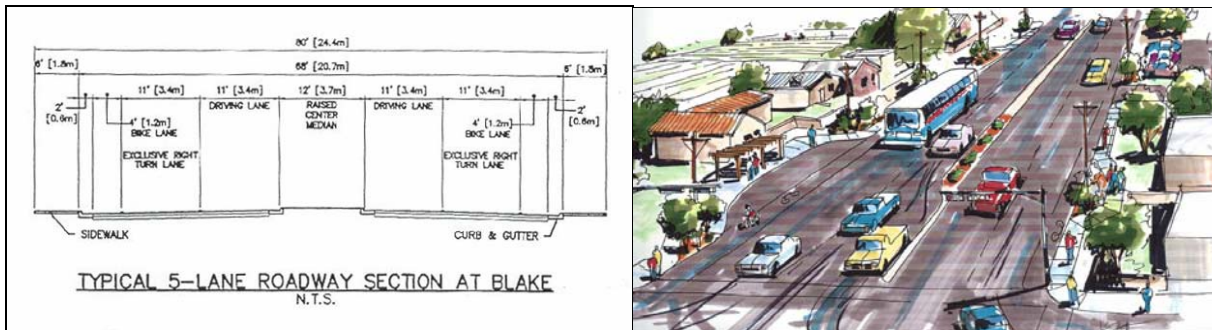 80' [24.4m]
6' [1.8m] 68' [20.7m] 6' [1.8m]
11' [3.4m] 11' [3.4m] 12' [3.7m] 11' [3.4m] 11' [3.4m]
2' DRIVING LANE RAISED DRIVING LANE 2'
[0.6m] CENTER [0.6m]
4' [1.2m] MEDIAN 4' [1.2m]
BIKE LANE BIKE LANE
EXCLUSIVE RIGHT EXCLUSIVE RIGHT
TURN LANE TURN LANE
SIDEWALK CURB & GUTTER
TYPICAL 5-LANE ROADWAY SECTION AT BLAKE
N.T.S.